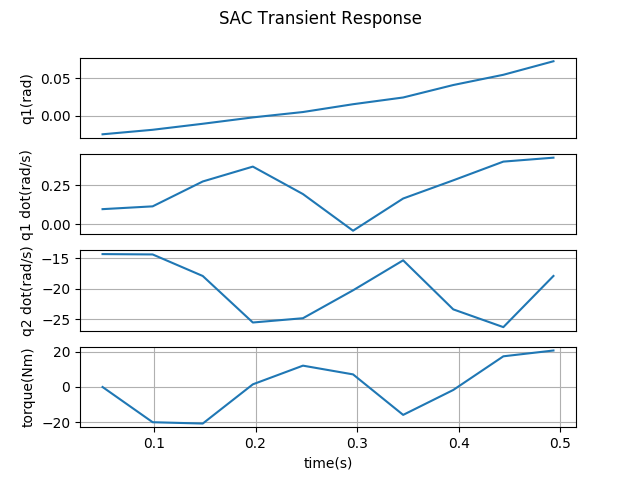 SAC Transient Response
q1(rad)
0.05
0.00
q1 dot(rad/s)
0.25
0.00
q2 dot(rad/s)
−15
−20
−25
torque(Nm)
20
0
−20
0.1 0.2 0.3 0.4 0.5
time(s)